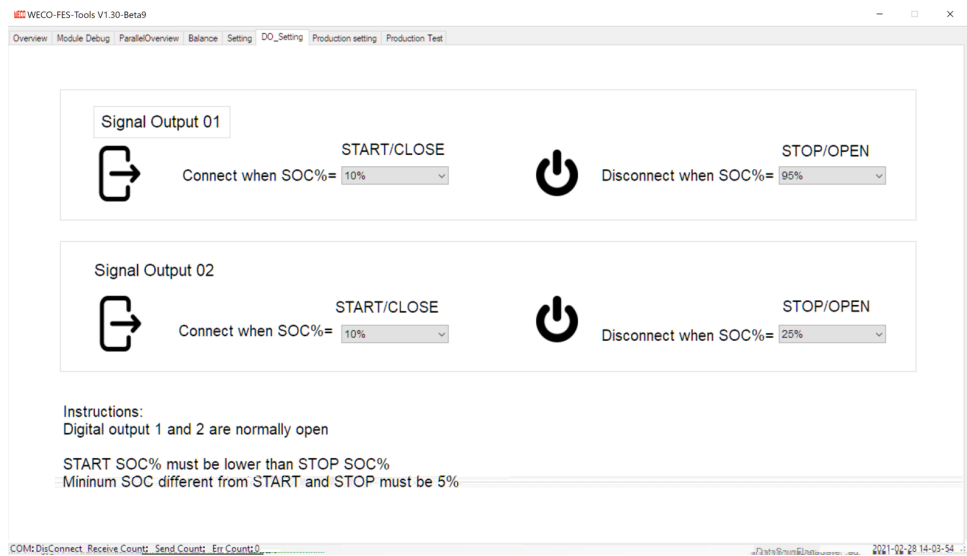 WECO WECO-FES-Tools V1.30-Beta9
Overview Module Debug ParallelOverview Balance Setting DO_Setting Production setting Production Test
Signal Output 01
START/CLOSE
STOP/OPEN
Connect when SOC%= 10%
Disconnect when SOC%= 95%
Signal Output 02
START/CLOSE
STOP/OPEN
Connect when SOC%= 10%
Disconnect when SOC%= 25%
Instructions:
Digital output 1 and 2 are normally open
START SOC% must be lower than STOP SOC%
Mininum SOC different from START and STOP must be 5%
COM:DisConnect Receive Count: Send Count: Err Count:0 2021-02-28 14-03-54